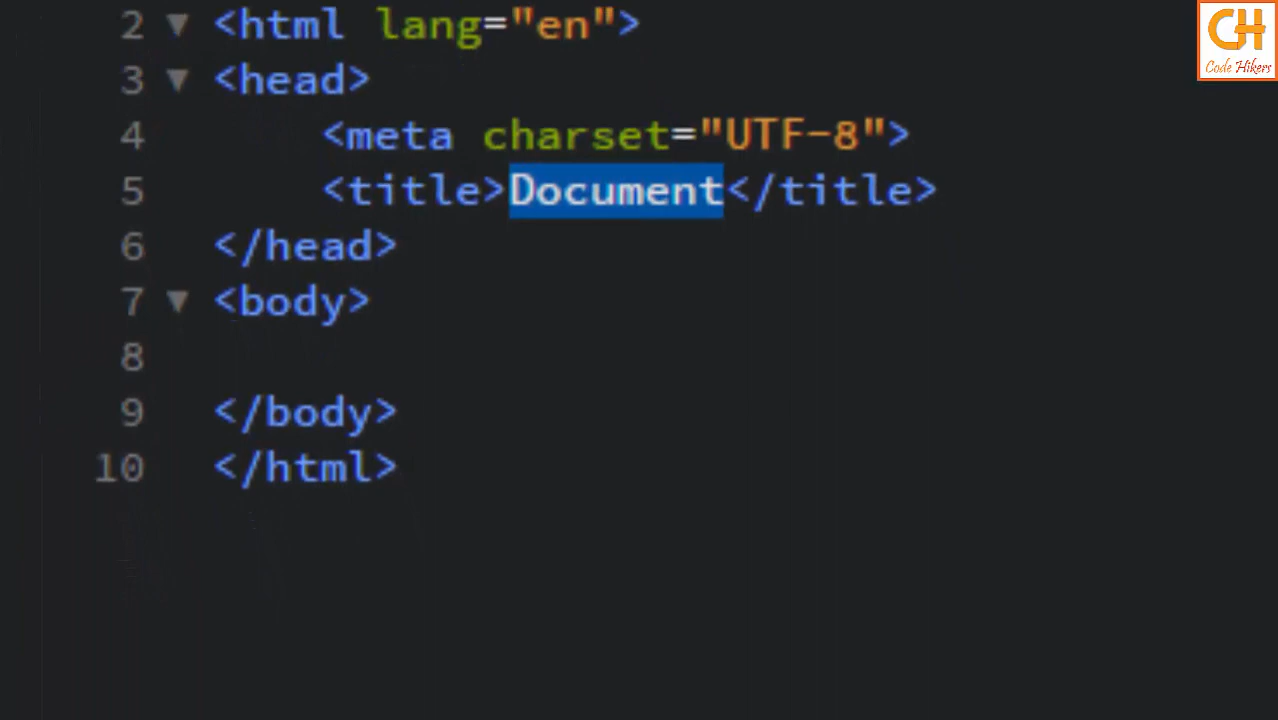 CH
Code Hikers
2 ▼ <html lang="en">
3 ▼ <head>
4 <meta charset="UTF-8">
5 <title>Document</title>
6 </head>
7 ▼ <body>
8
9 </body>
10 </html>